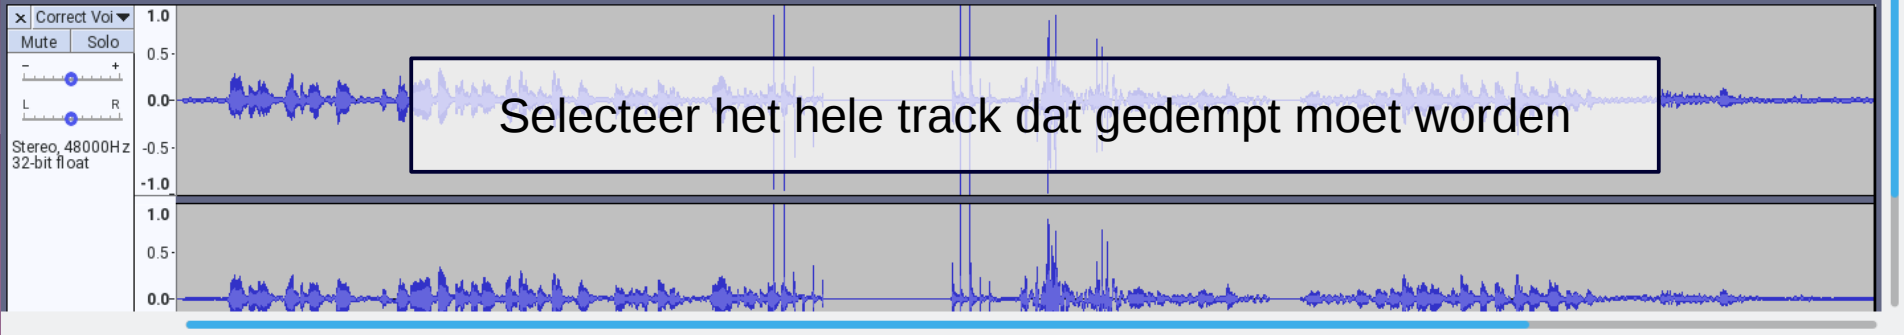 × Correct Voi▼
Mute Solo
- +
L R
Stereo, 48000Hz
32-bit float
1.0
0.5-
0.0-
-0.5-
-1.0
Selecteer het hele track dat gedempt moet worden
1.0
0.5-
0.0-